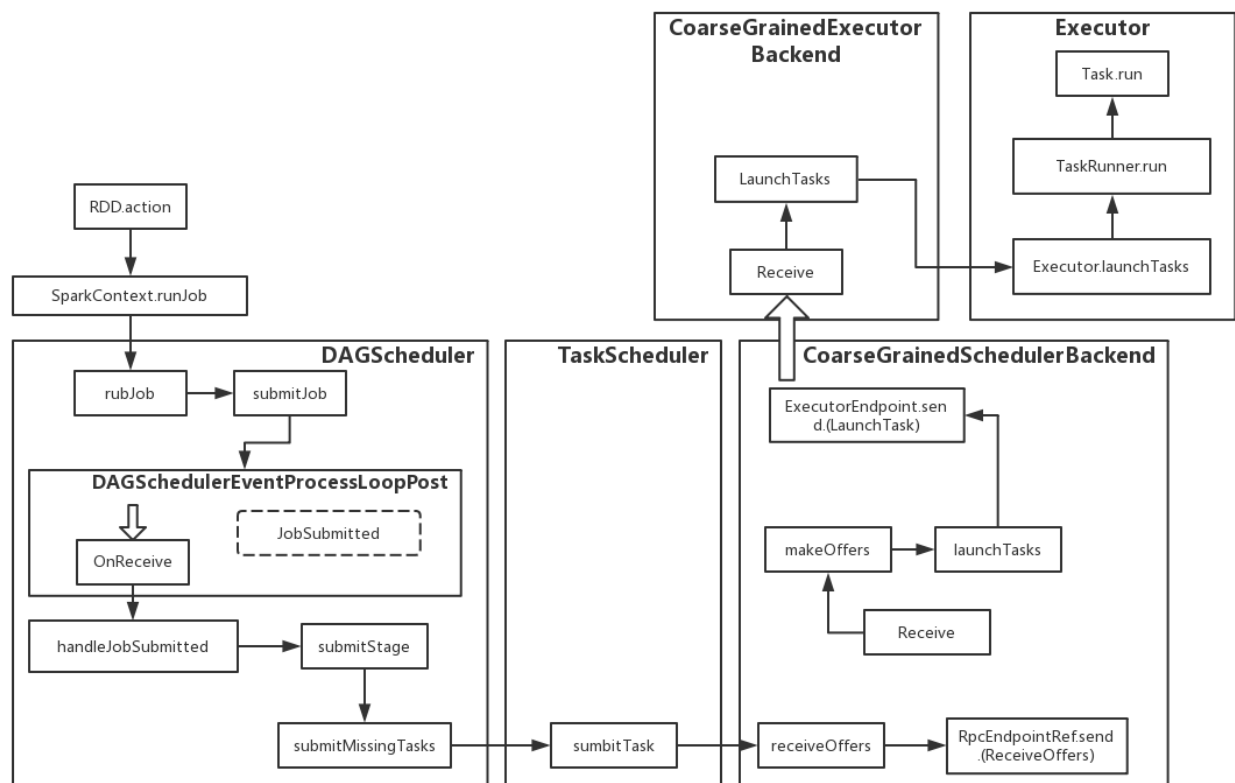 CoarseGrainedExecutor
Backend
LaunchTasks
Receive
Executor
Task.run
TaskRunner.run
Executor.launchTasks
RDD.action
SparkContext.runJob
DAGScheduler
rubJob
submitJob
DAGSchedulerEventProcessLoopPost
JobSubmitted
OnReceive
handleJobSubmitted
submitStage
submitMissingTasks
TaskScheduler
sumbitTask
CoarseGrainedSchedulerBackend
ExecutorEndpoint.sen
d.(LaunchTask)
makeOffers
launchTasks
Receive
receiveOffers
RpcEndpointRef.send
.(ReceiveOffers)